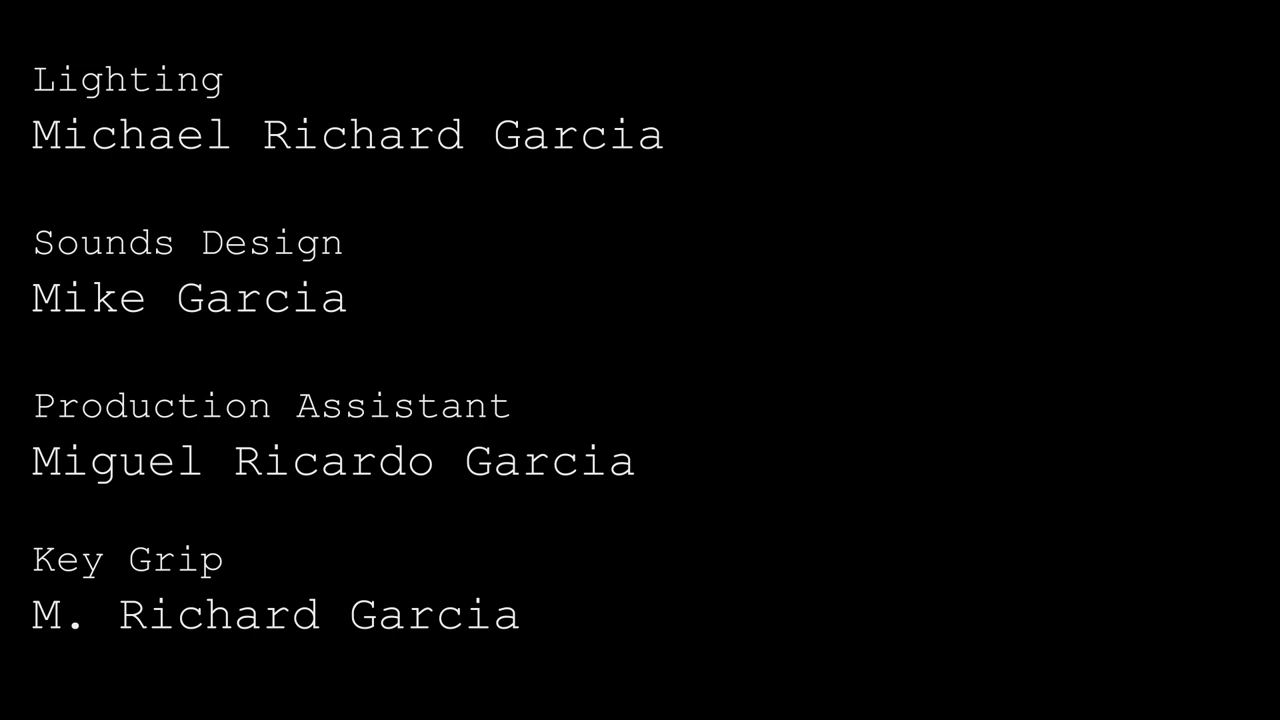 Lighting
Michael Richard Garcia
Sounds Design
Mike Garcia
Production Assistant
Miguel Ricardo Garcia
Key Grip
M. Richard Garcia